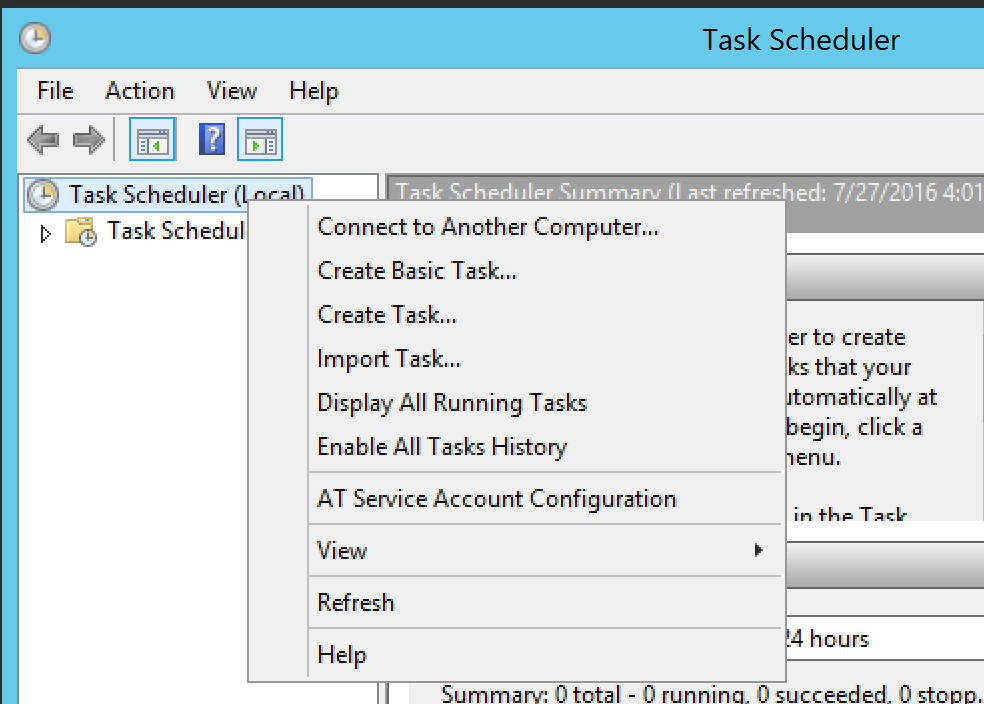 Task Scheduler
File Action View Help
Task Scheduler (Local)
Task Scheduler Summary (Last refreshed: 7/27/2016 4:01
Task Schedul
Connect to Another Computer...
Create Basic Task...
Create Task...
Import Task...
Display All Running Tasks
Enable All Tasks History
AT Service Account Configuration
View
Refresh
Help
er to create
ks that your
utomatically at
begin, click a
menu.
in the Task
24 hours
Summary: 0 total - 0 running, 0 succeeded, 0 stopp.